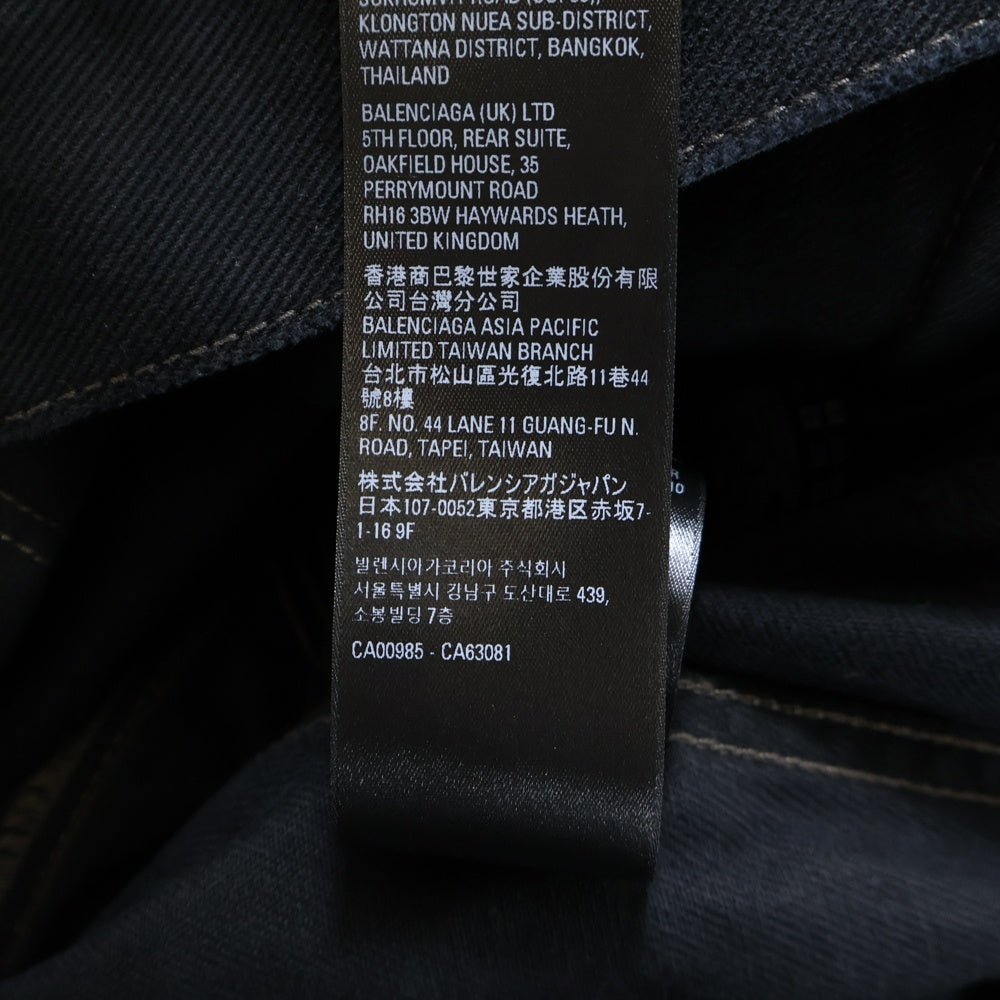 KLONGTON NUEA SUB-DISTRICT,
WATTANA DISTRICT, BANGKOK,
THAILAND
BALENCIAGA (UK) LTD
5TH FLOOR, REAR SUITE,
OAKFIELD HOUSE, 35
PERRYMOUNT ROAD
RH16 3BW HAYWARDS HEATH,
UNITED KINGDOM
香港商巴黎世家企業股份有限
公司台灣分公司
BALENCIAGA ASIA PACIFIC
LIMITED TAIWAN BRANCH
台北市松山區光復北路11巷44
號8樓
8F. NO. 44 LANE 11 GUANG-FU N.
ROAD, TAPEI, TAIWAN
株式会社バレンシアガジャパン
日本107-0052東京都港区赤坂7-
1-16 9F
발렌시아가코리아 주식회사
서울특별시 강남구 도산대로 439,
소봉빌딩 7층
CA00985 - CA63081